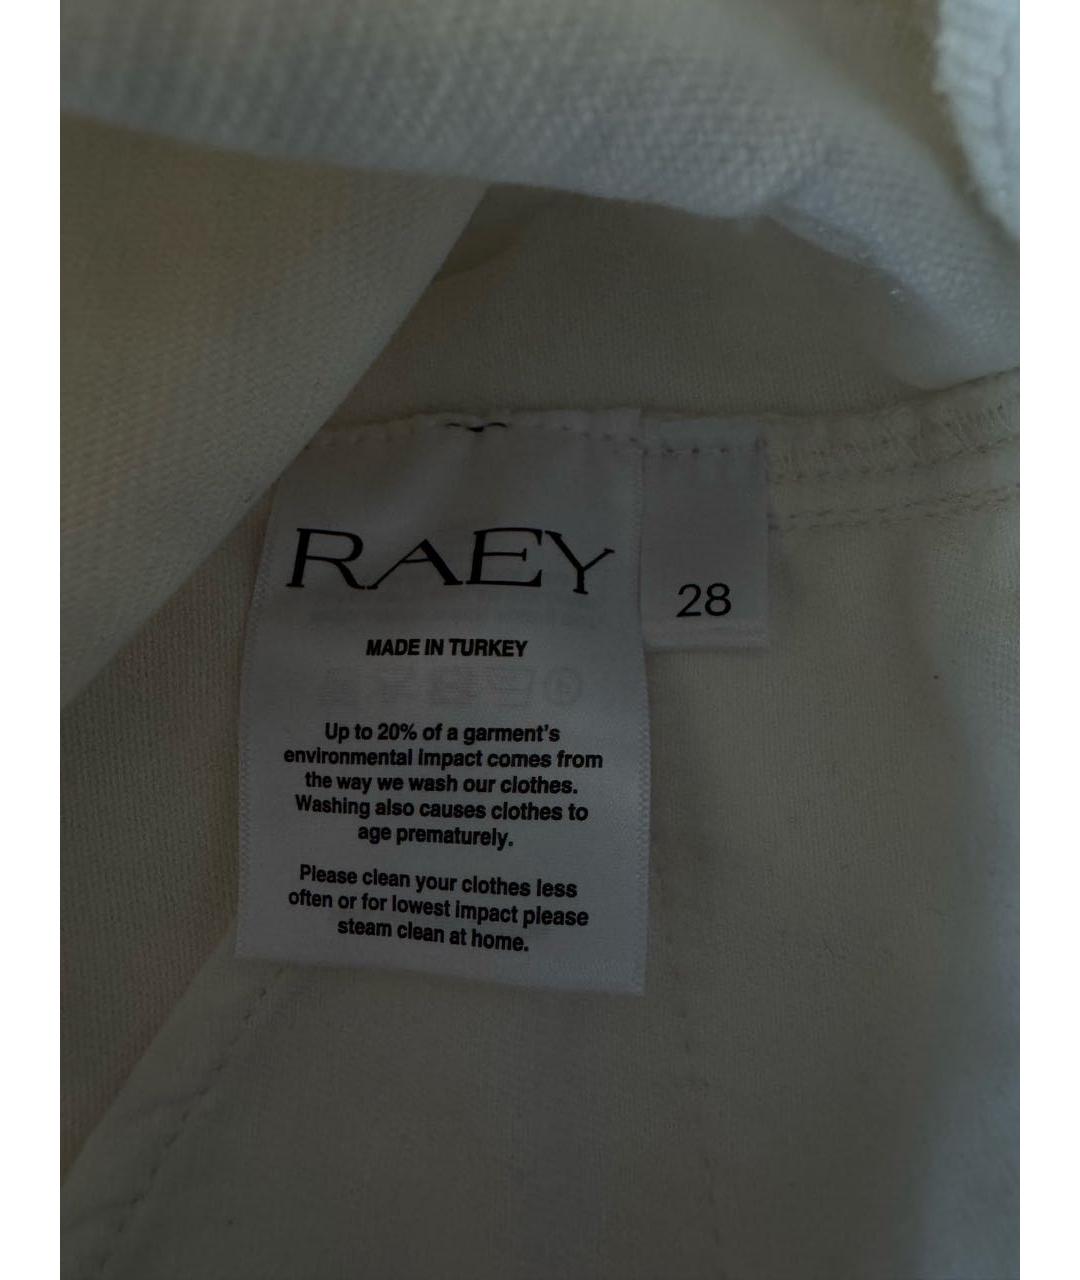 RAEY
28
MADE IN TURKEY
Up to 20% of a garment's
environmental impact comes from
the way we wash our clothes.
Washing also causes clothes to
age prematurely.
Please clean your clothes less
often or for lowest impact please
steam clean at home.